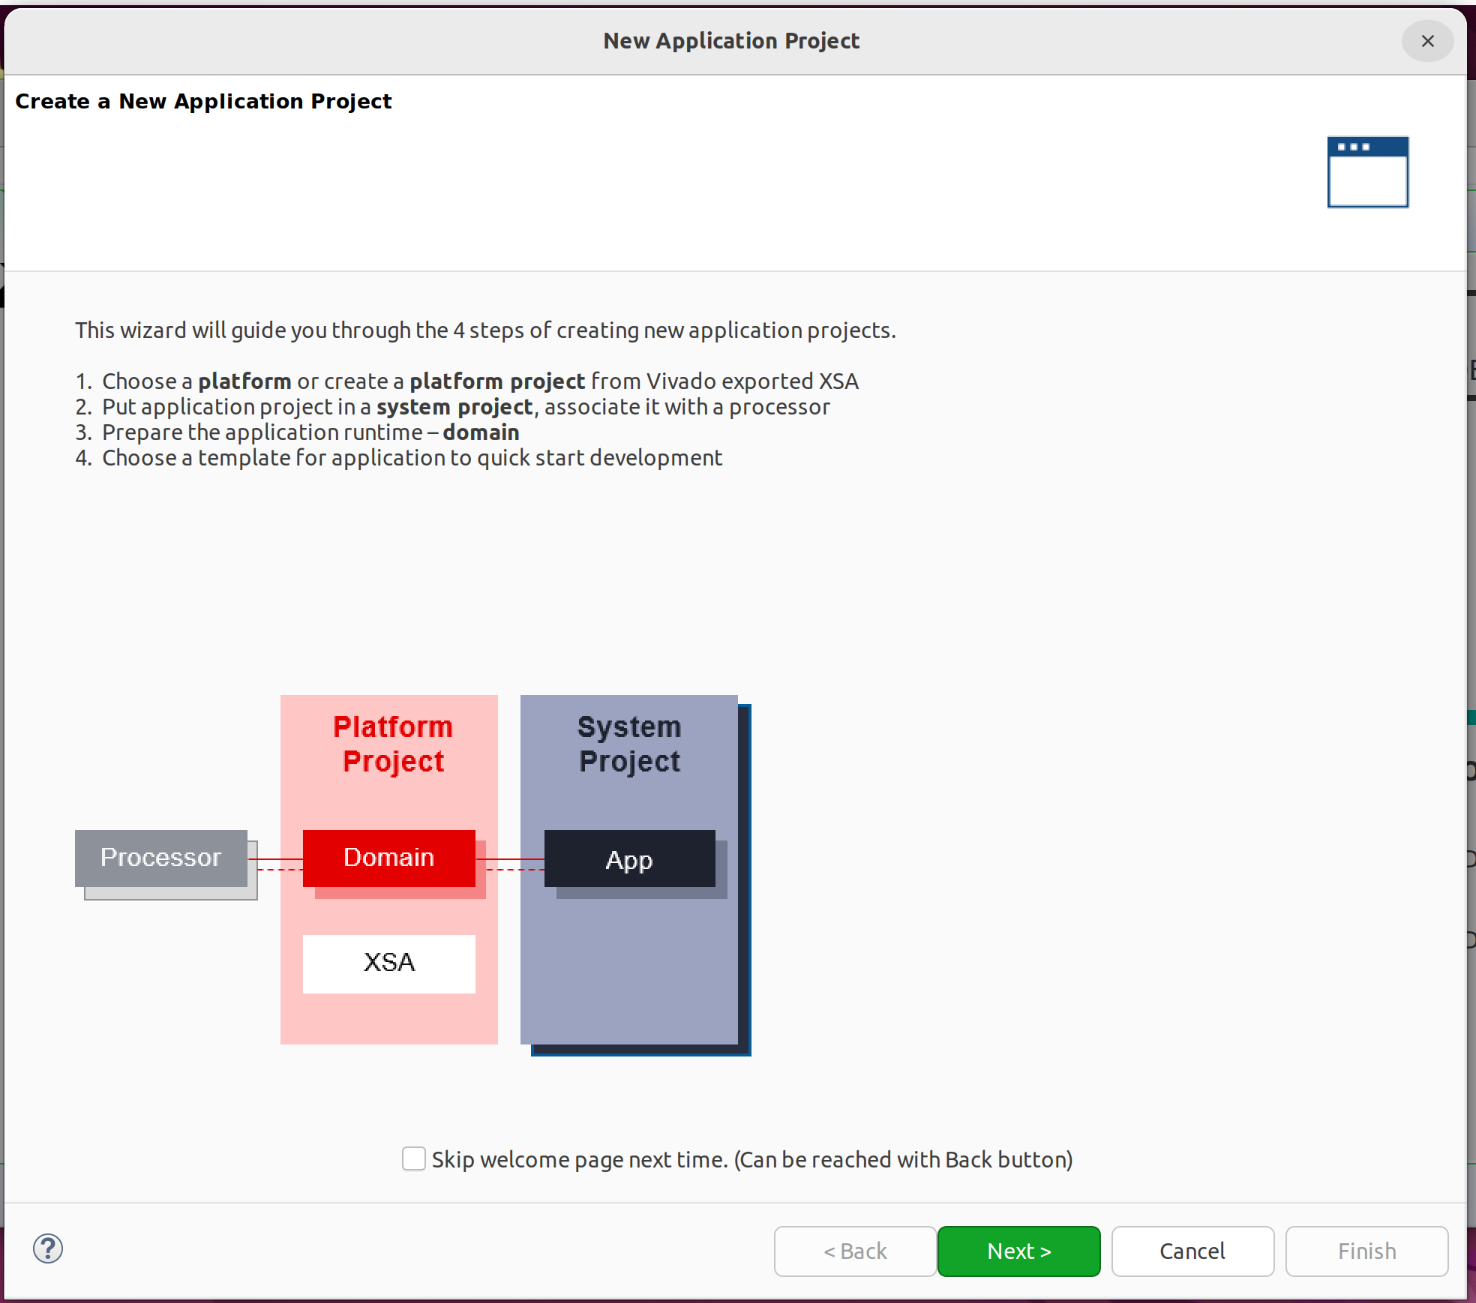 New Application Project
Create a New Application Project
This wizard will guide you through the 4 steps of creating new application projects.
1. Choose a platform or create a platform project from Vivado exported XSA
2. Put application project in a system project, associate it with a processor
3. Prepare the application runtime – domain
4. Choose a template for application to quick start development
Platform
Project
System
Project
Processor
Domain
App
XSA
Skip welcome page next time. (Can be reached with Back button)
< Back
Next >
Cancel
Finish